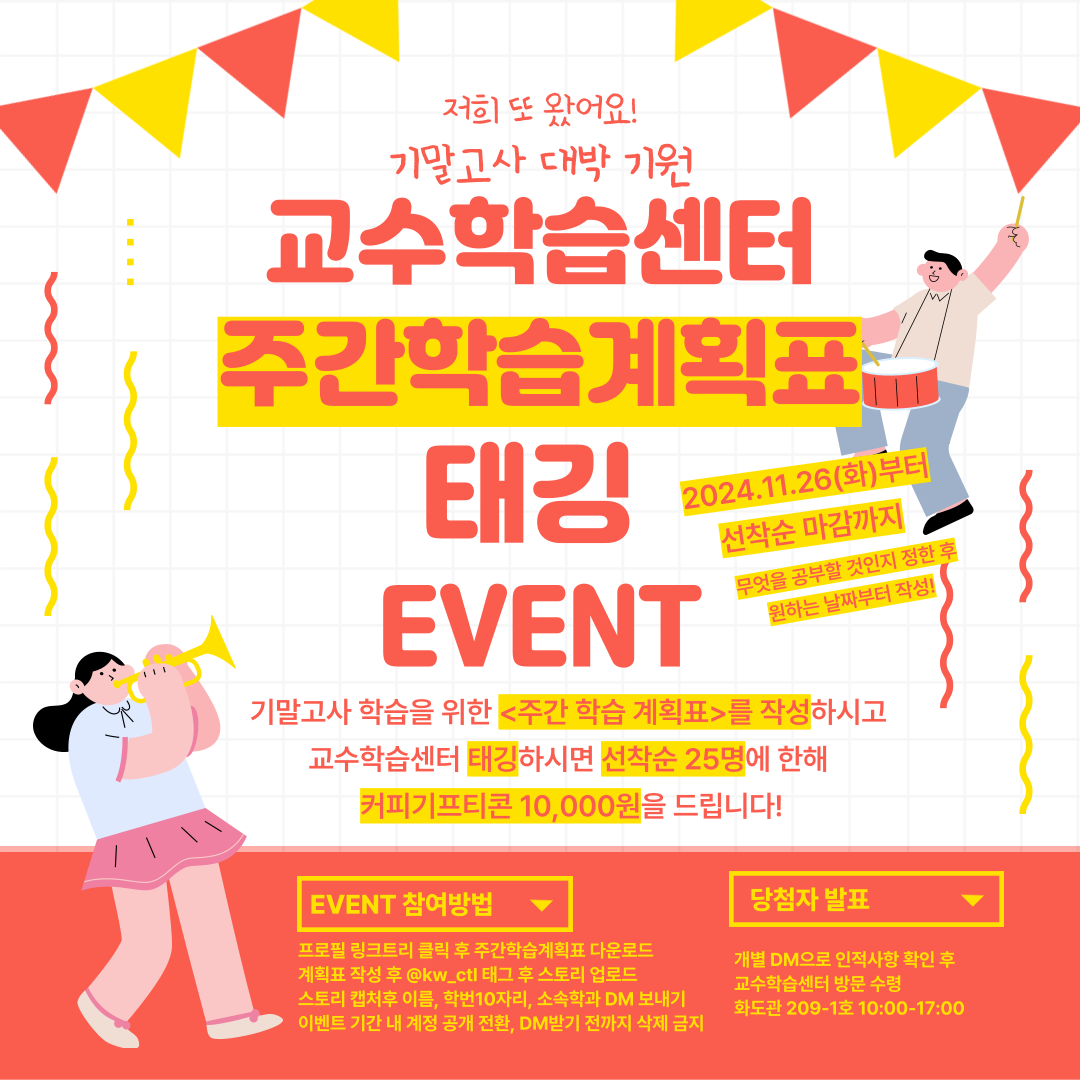 저희 또 왔어요!
기말고사 대박 기원
교수학습센터
주간학습계획표
태깅
EVENT
2024.11.26(화)부터
선착순 마감까지
무엇을 공부할 것인지 정한 후
원하는 날짜부터 작성!
기말고사 학습을 위한 <주간 학습 계획표>를 작성하시고
교수학습센터 태깅하시면 선착순 25명에 한해
커피기프티콘 10,000원을 드립니다!
EVENT 참여방법
프로필 링크트리 클릭 후 주간학습계획표 다운로드
계획표 작성 후 @kw_ctl 태그 후 스토리 업로드
스토리 캡처후 이름, 학번10자리, 소속학과 DM 보내기
이벤트 기간 내 계정 공개 전환, DM받기 전까지 삭제 금지
당첨자 발표
개별 DM으로 인적사항 확인 후
교수학습센터 방문 수령
화도관 209-1호 10:00-17:00